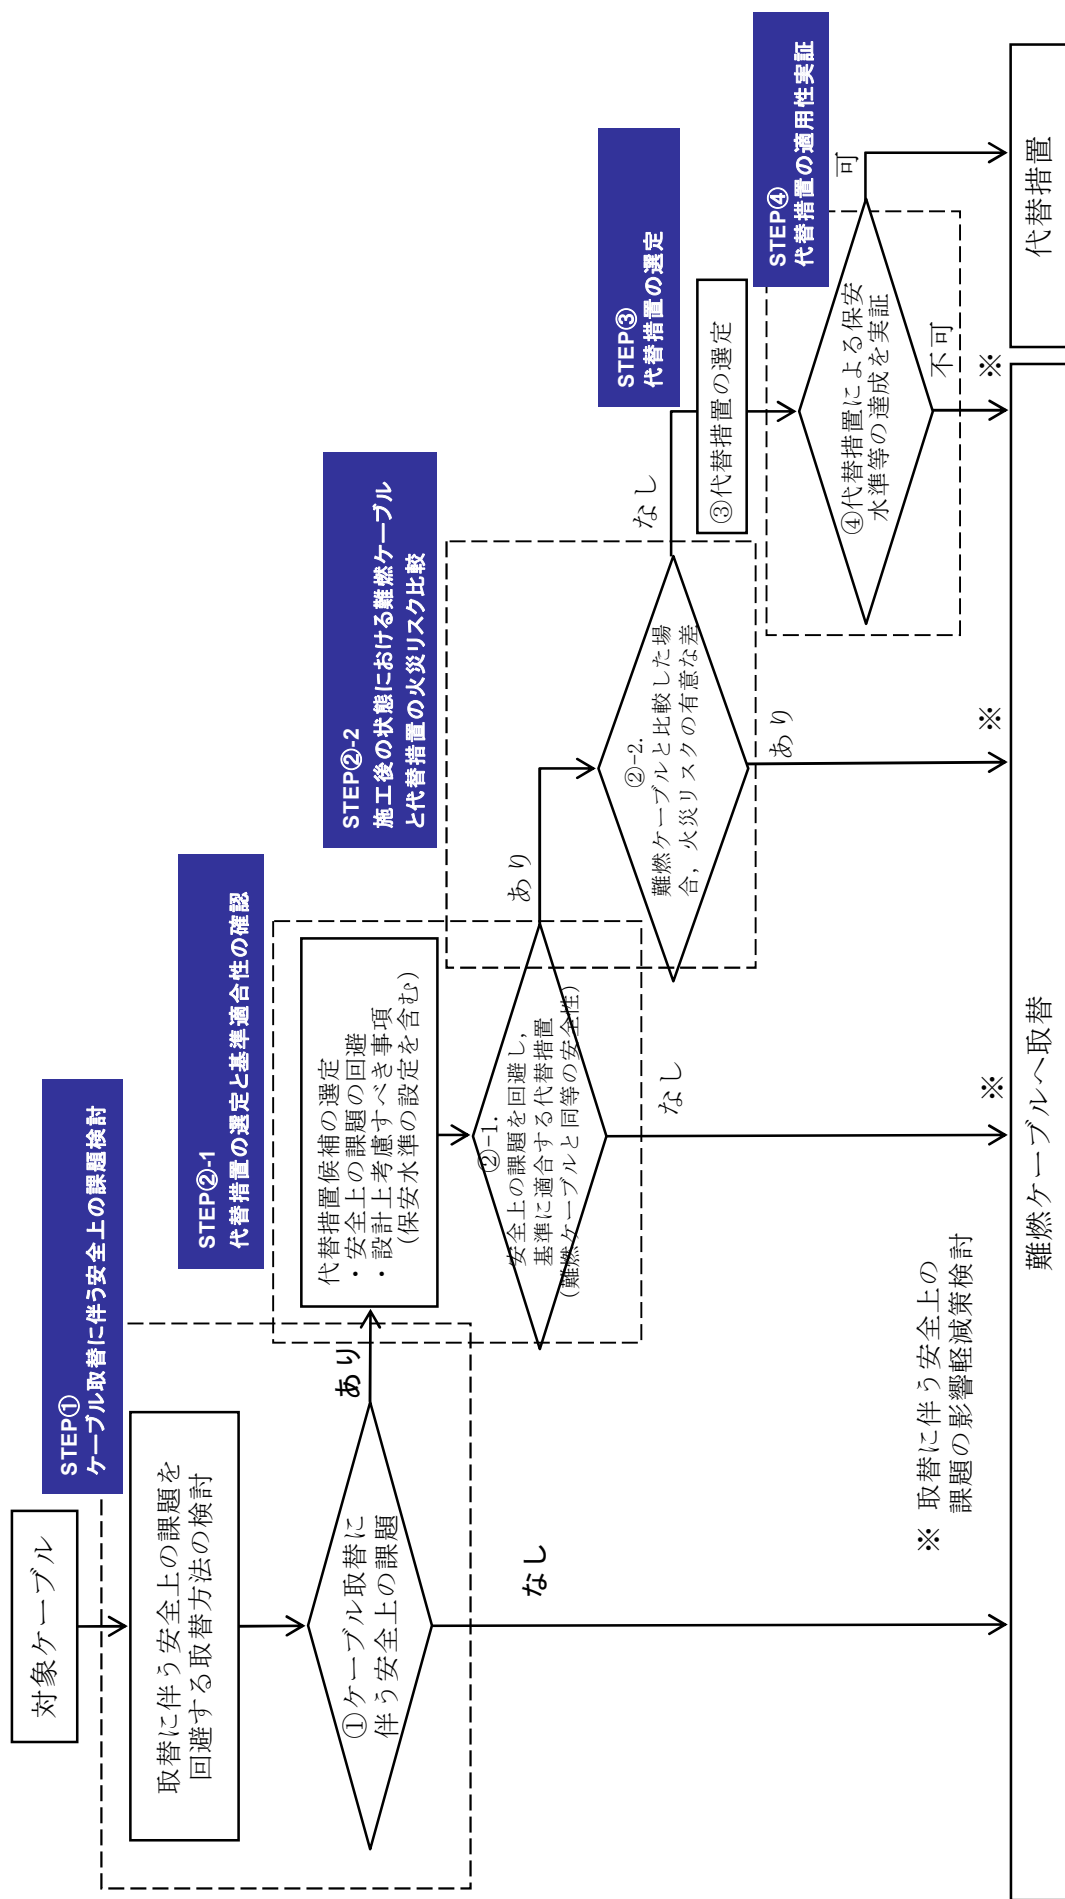 対象ケーブル
STEP①
ケーブル取替に伴う安全上の課題検討
取替に伴う安全上の課題を
回避する取替方法の検討
①ケーブル取替に
伴う安全上の課題
あり
なし
STEP②-1
代替措置の選定と基準適合性の確認
代替措置候補の選定
・安全上の課題の回避
・設計上考慮すべき事項
(保安水準の設定を含む)
②-1.
安全上の課題を回避し,
基準に適合する代替措置
(難燃ケーブルと同等の安全性)
あり
なし
※
STEP②-2
施工後の状態における難燃ケーブル
と代替措置の火災リスク比較
②-2.
難燃ケーブルと比較した場
合, 火災リスクの有意な差
なし
あり
※
STEP③
代替措置の選定
③代替措置の選定
STEP④
代替措置の適用性実証
④代替措置による保安
水準等の達成を実証
可
不可
※
※ 取替に伴う安全上の
課題の影響軽減策検討
難燃ケーブルへ取替
代替措置